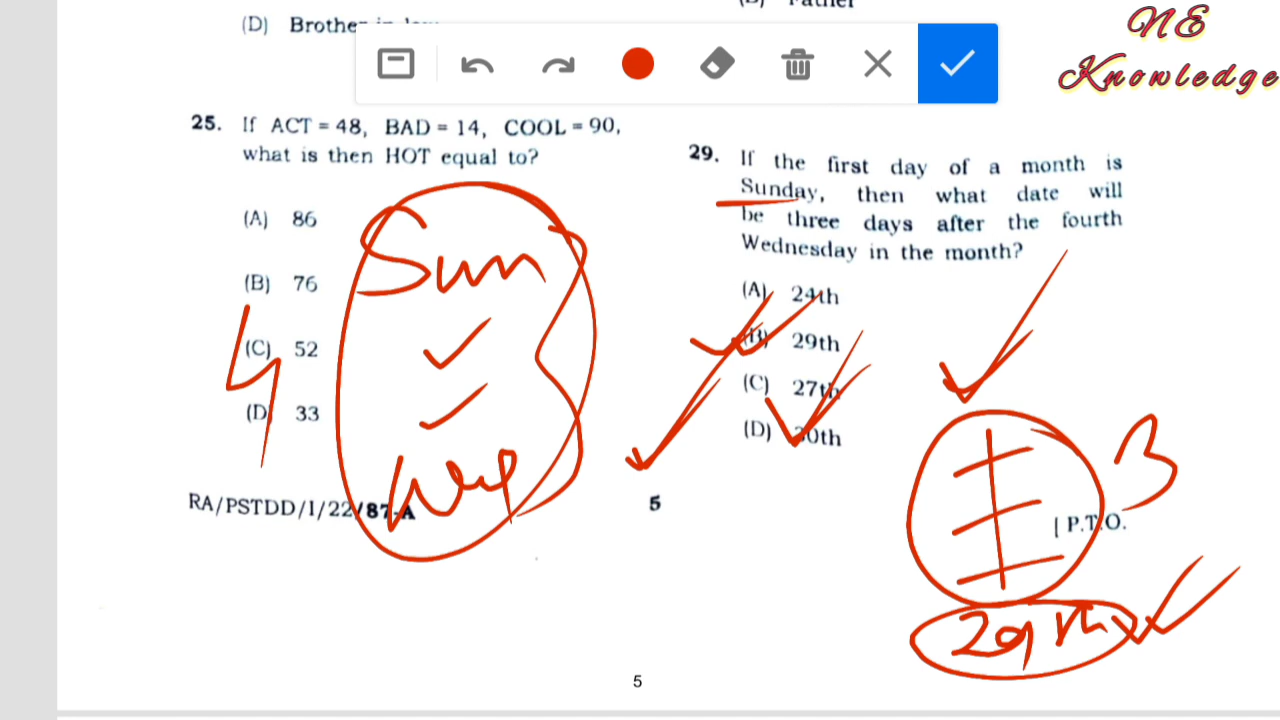 (D) Brother in law
25. If ACT = 48, BAD = 14, COOL = 90,
what is then HOT equal to?
(A) 86
(B) 76
(C) 52
(D) 33
Sun
RA/PSTDD/1/22/87-A
Father
NE
Knowledge
29. If the first day of a month is
Sunday, then what date will
be three days after the fourth
Wednesday in the month?
(A) 24th
(B) 29th
(C) 27th
(D) 30th
3
5
[ P.T.O.
29th
5